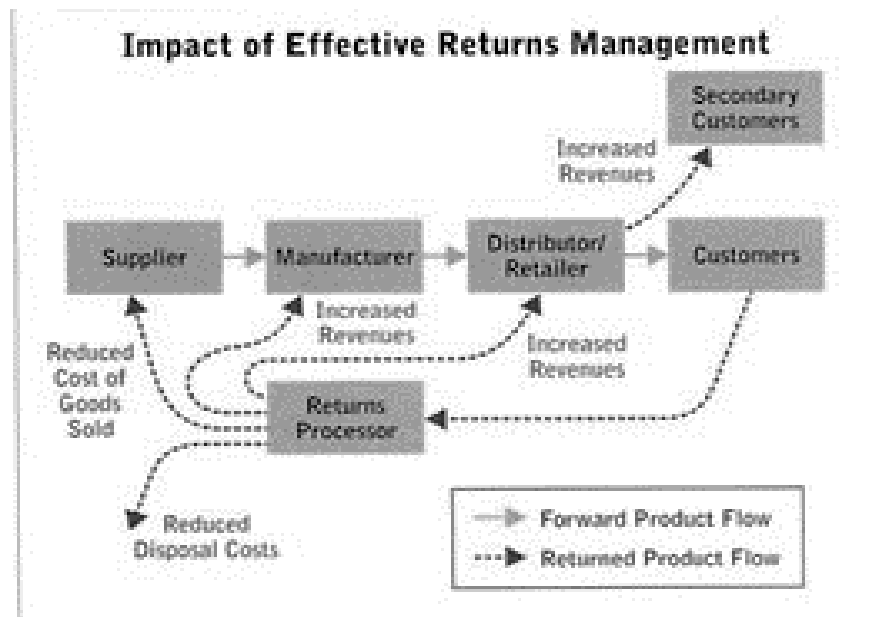 Impact of Effective Returns Management
Secondary
Customers
Increased
Revenues
Supplier
Manufacturer
Distributor/
Retailer
Customers
Increased
Revenues
Increased
Revenues
Reduced
Cost of
Goods
Sold
Returns
Processor
Reduced
Disposal Costs
Forward Product Flow
Returned Product Flow